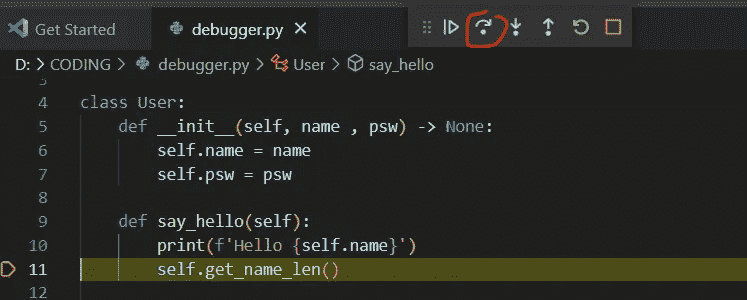 Get Started debugger.py
D: > CODING > debugger.py > User > say_hello
3
4 class User:
5 def __init__(self, name , psw) -> None:
6 self.name = name
7 self.psw = psw
8
9 def say_hello(self):
10 print(f'Hello {self.name}')
11 self.get_name_len()
12